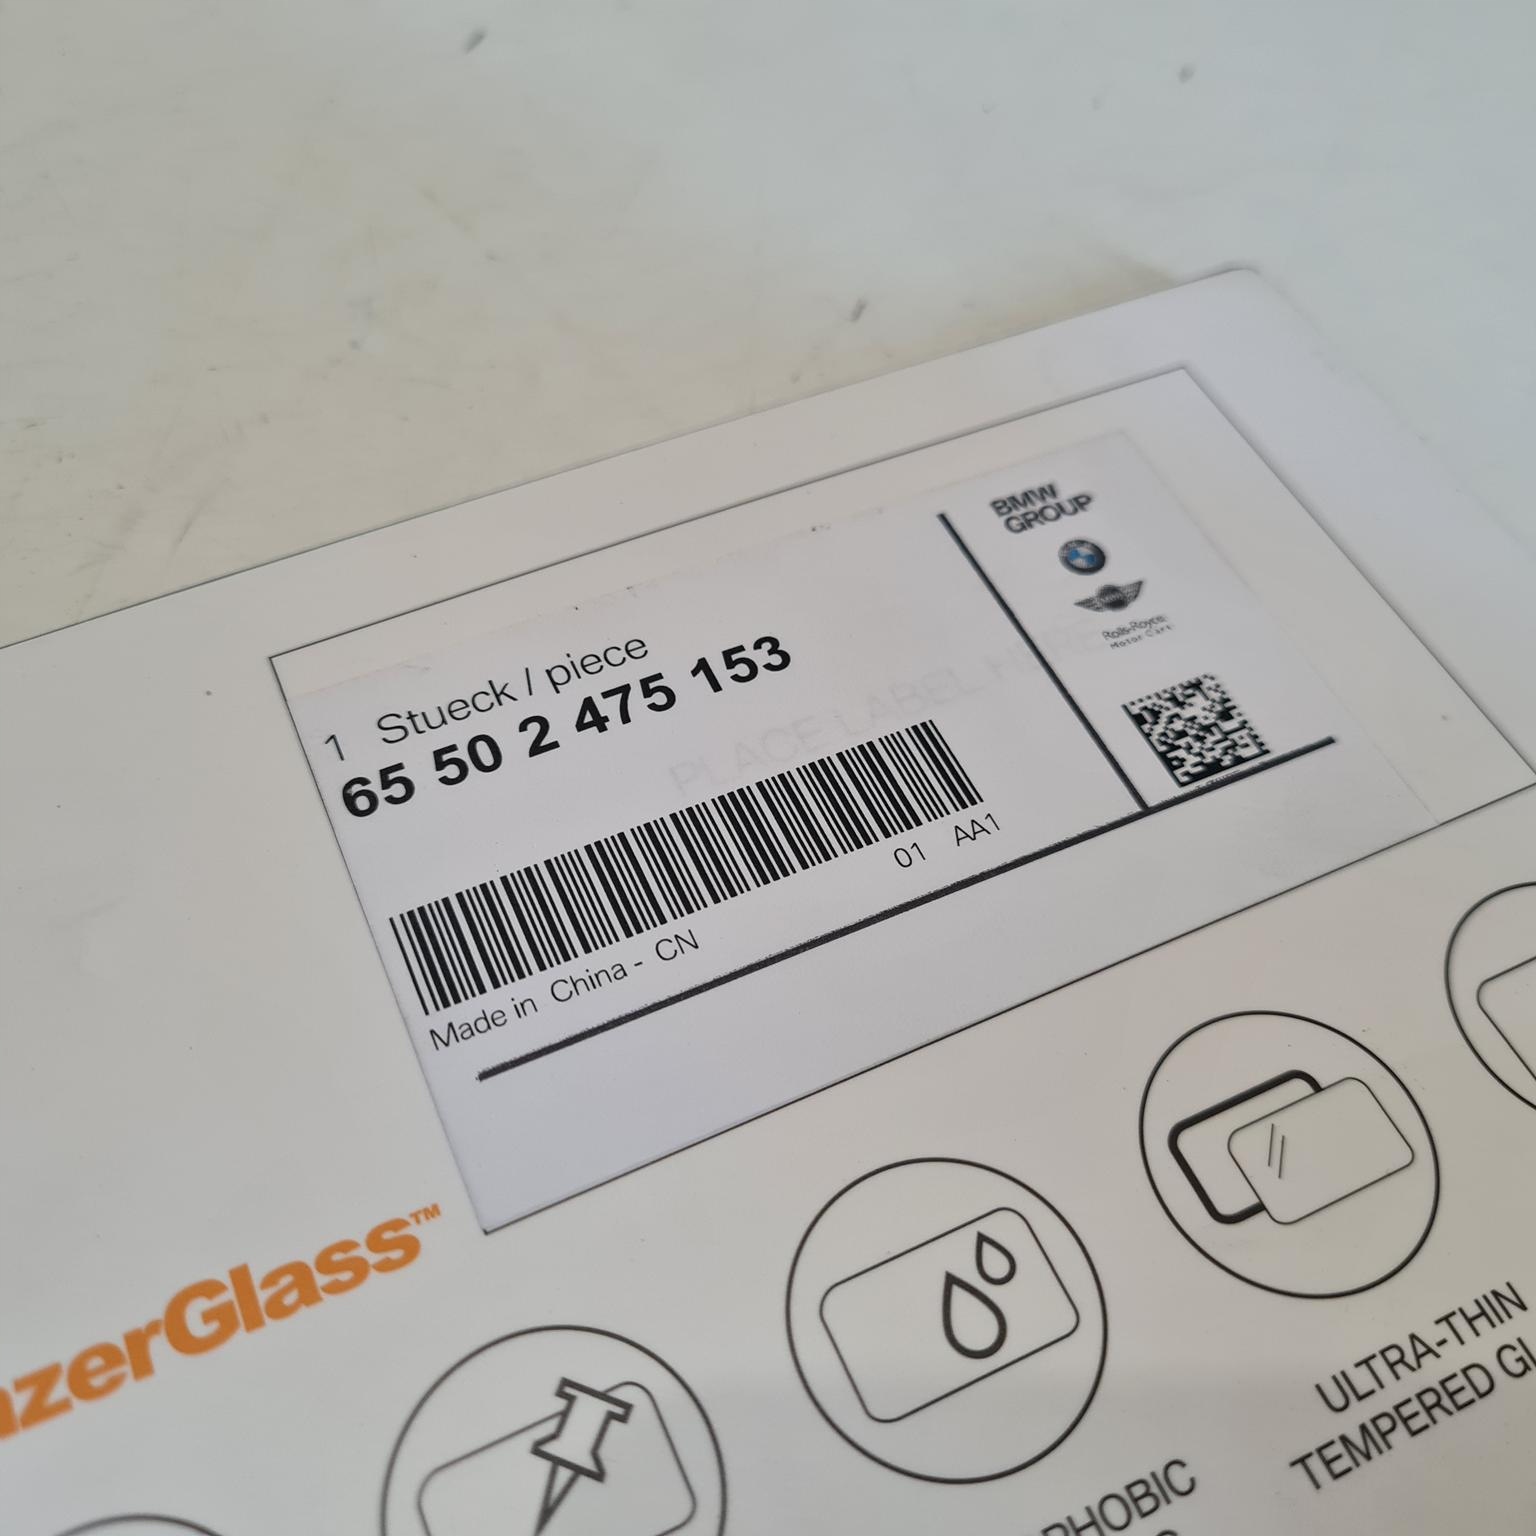 BMW
GROUP
Rolls-Royce
Motor Cars
1 Stueck / piece
65 50 2 475 153
PLACE LABEL HERE
01 AA1
Made in China - CN
nzerGlass™
ULTRA-THIN
TEMPERED GL
PHOBIC